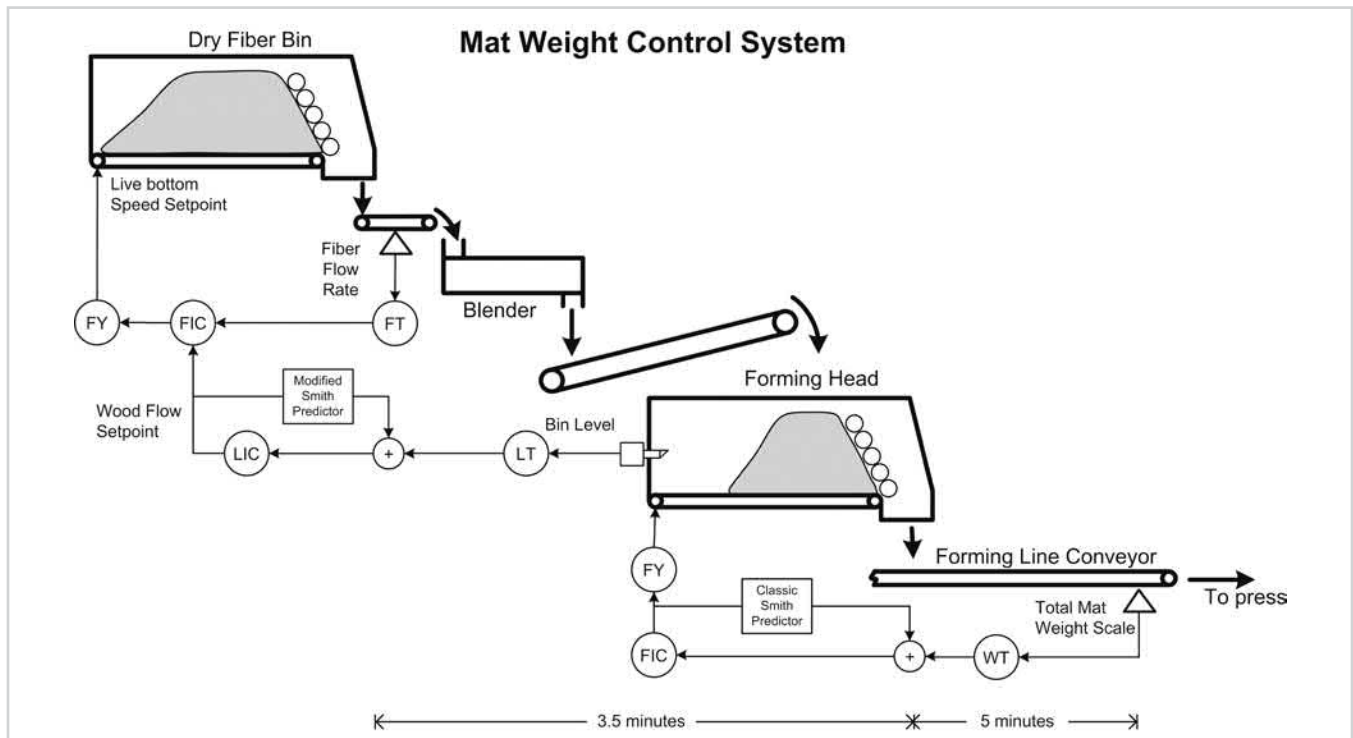 Mat Weight Control System
Dry Fiber Bin
Live bottom
Speed Setpoint
Fiber
Flow
Rate
Blender
FY
FIC
FT
Forming Head
Modified
Smith
Predictor
Wood Flow
Setpoint
Bin Level
LIC
+
LT
Forming Line Conveyor
FY
To press
Classic
Smith
Predictor
Total Mat
Weight Scale
FIC
+
WT
3.5 minutes
5 minutes